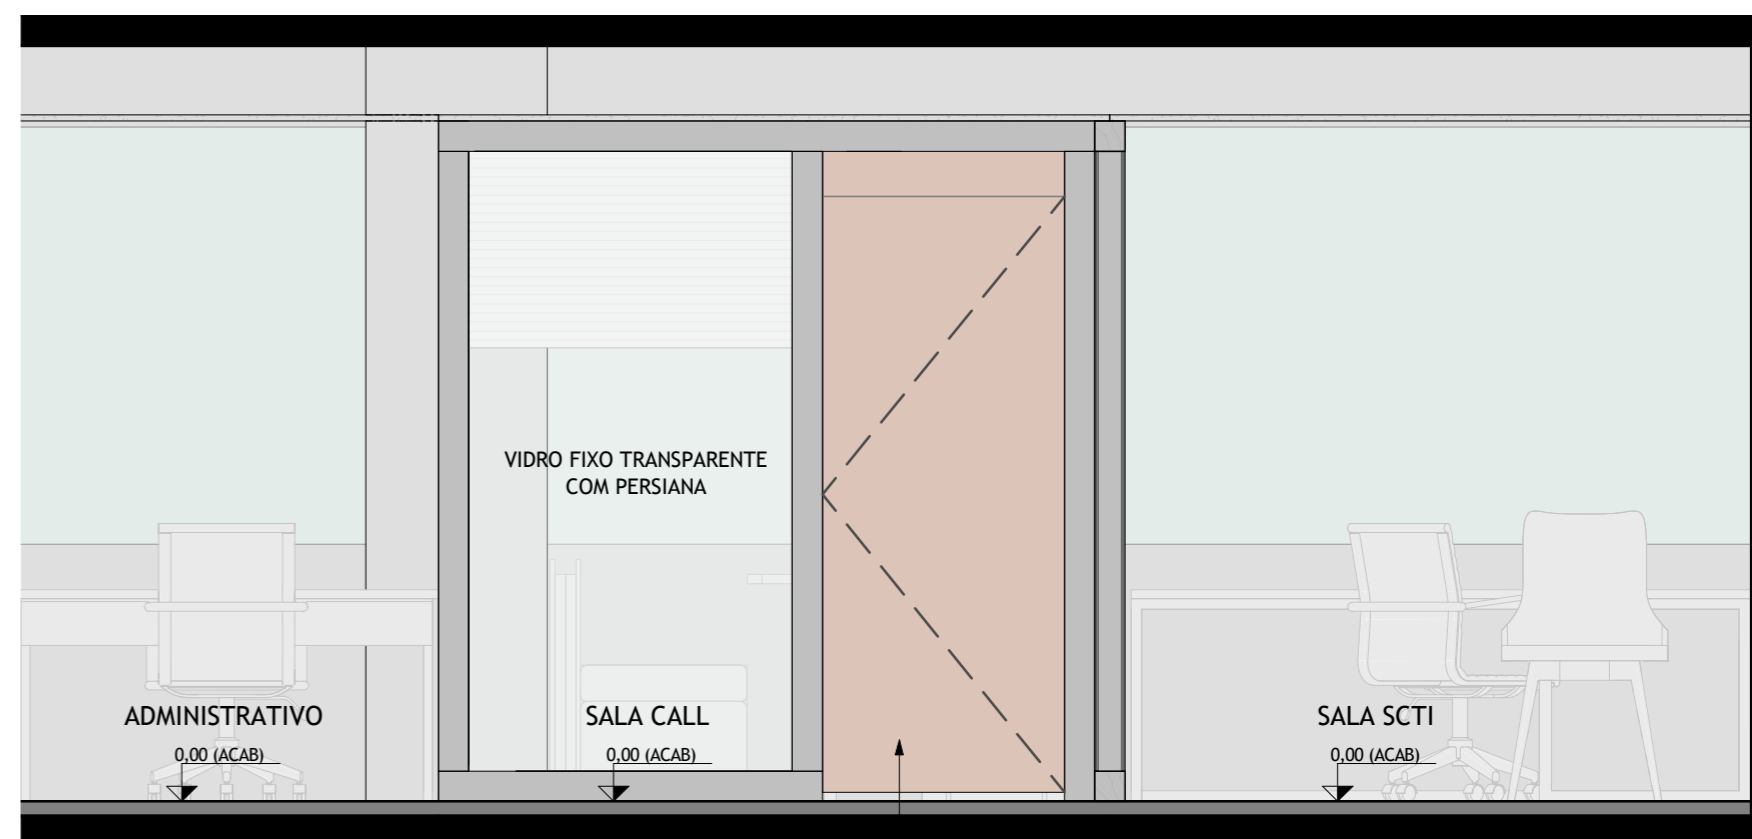 VIDRO FIXO TRANSPARENTE
COM PERSIANA
ADMINISTRATIVO
0,00 (ACAB)
SALA CALL
0,00 (ACAB)
SALA SCTI
0,00 (ACAB)